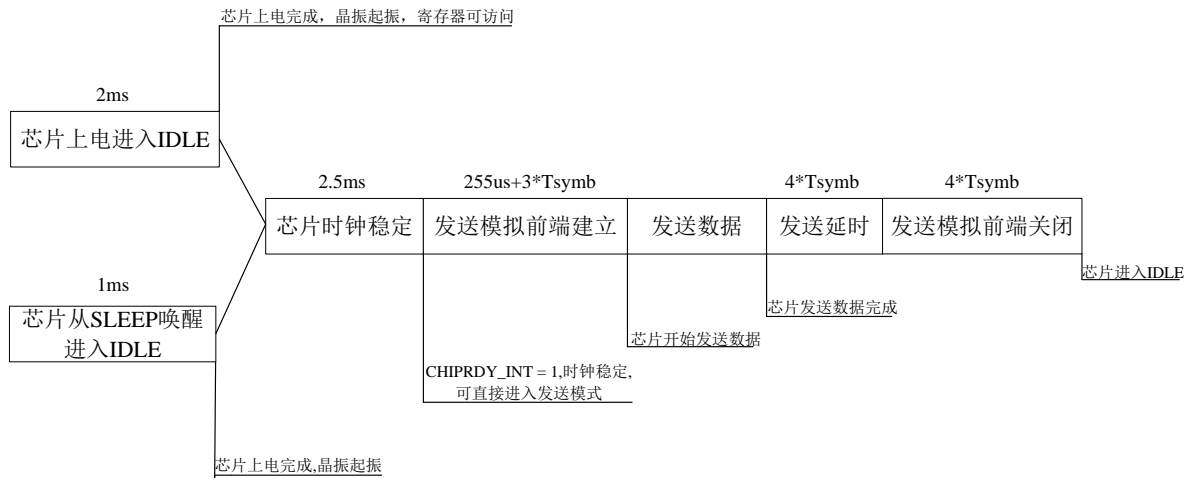 芯片上电完成，晶振起振，寄存器可访问
2ms
芯片上电进入IDLE
2.5ms
255us+3*Tsymb
4*Tsymb
4*Tsymb
芯片时钟稳定
发送模拟前端建立
发送数据
发送延时
发送模拟前端关闭
芯片进入IDLE
1ms
芯片从SLEEP唤醒
进入IDLE
芯片发送数据完成
芯片开始发送数据
CHIPRDY_INT = 1,时钟稳定,
可直接进入发送模式
芯片上电完成,晶振起振